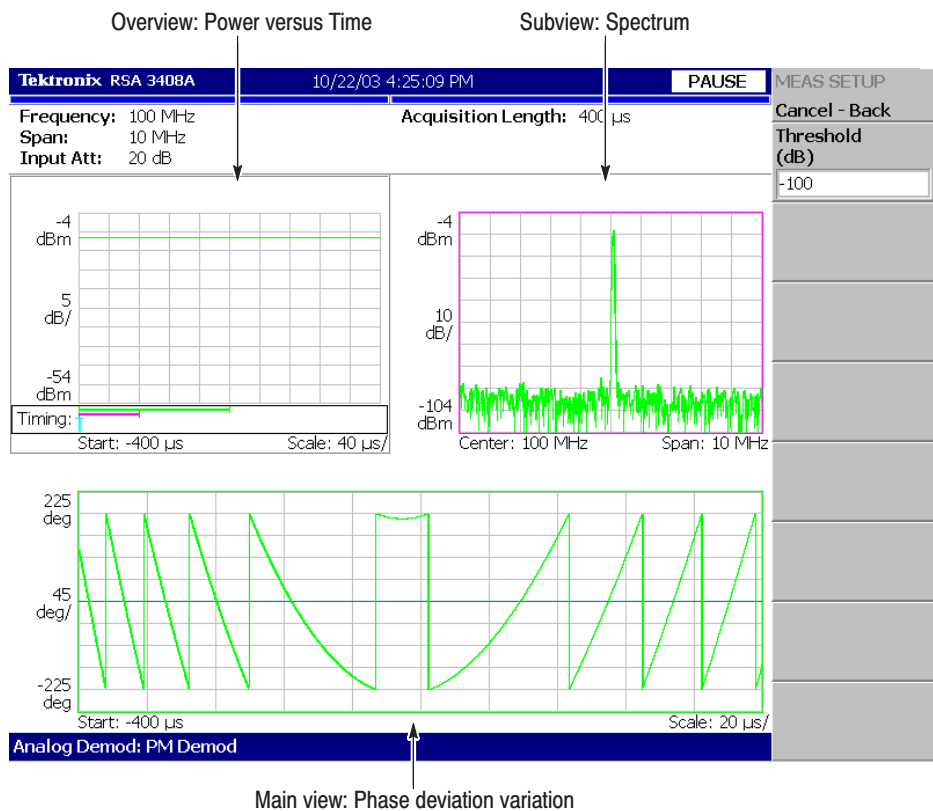 Overview: Power versus Time
Subview: Spectrum
Tektronix RSA 3408A 10/22/03 4:25:09 PM PAUSE
MEAS SETUP
Cancel - Back
Threshold
(dB)
-100
Frequency: 100 MHz
Span: 10 MHz
Input Att: 20 dB
Acquisition Length: 400 µs
-4
dBm
5
dB/
-54
dBm
Timing: T
Start: -400 µs Scale: 40 µs/
-4
dBm
10
dB/
-104
dBm
Center: 100 MHz Span: 10 MHz
225
deg
45
deg/
-225
deg
Start: -400 µs Scale: 20 µs/
Analog Demod: PM Demod
Main view: Phase deviation variation